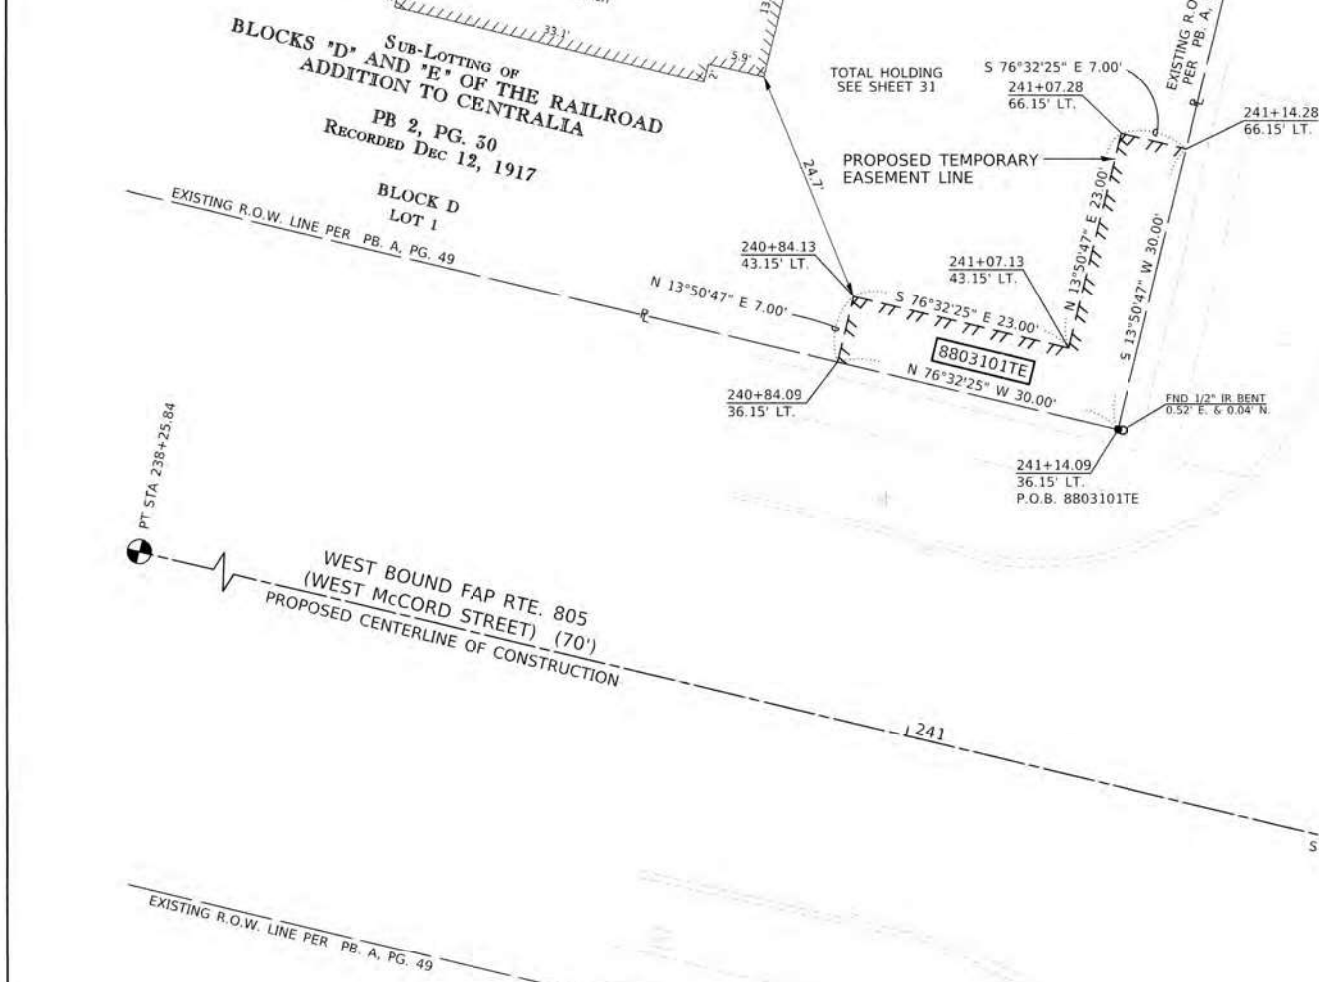 33.1'
5.9'
2'
13.
SUB-LOTTING OF
BLOCKS "D" AND "E" OF THE RAILROAD
ADDITION TO CENTRALIA
PB 2, PG. 30
RECORDED DEC 12, 1917
BLOCK D
LOT 1
EXISTING R.O.W. LINE PER PB. A, PG. 49
TOTAL HOLDING
SEE SHEET 31
S 76°32'25" E 7.00'
241+07.28
66.15' LT.
EXISTING R.O
PER PB. A,
241+14.28
66.15' LT.
PROPOSED TEMPORARY
EASEMENT LINE
24.7'
N 13°50'47" E 23.00'
S 13°50'47" W 30.00'
240+84.13
43.15' LT.
241+07.13
43.15' LT.
N 13°50'47" E 7.00'
S 76°32'25" E 23.00'
8803101TE
N 76°32'25" W 30.00'
240+84.09
36.15' LT.
FND 1/2" IR BENT
0.52' E. & 0.04' N.
241+14.09
36.15' LT.
P.O.B. 8803101TE
PT STA 238+25.84
WEST BOUND FAP RTE. 805
(WEST McCORD STREET) (70')
PROPOSED CENTERLINE OF CONSTRUCTION
241
S
EXISTING R.O.W. LINE PER PB. A, PG. 49